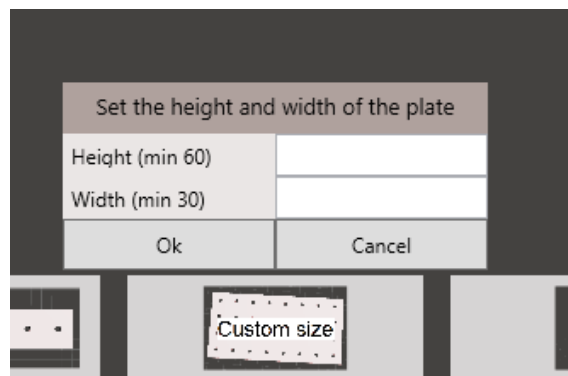 Set the height and width of the plate
Height (min 60)
Width (min 30)
Ok
Cancel
Custom size